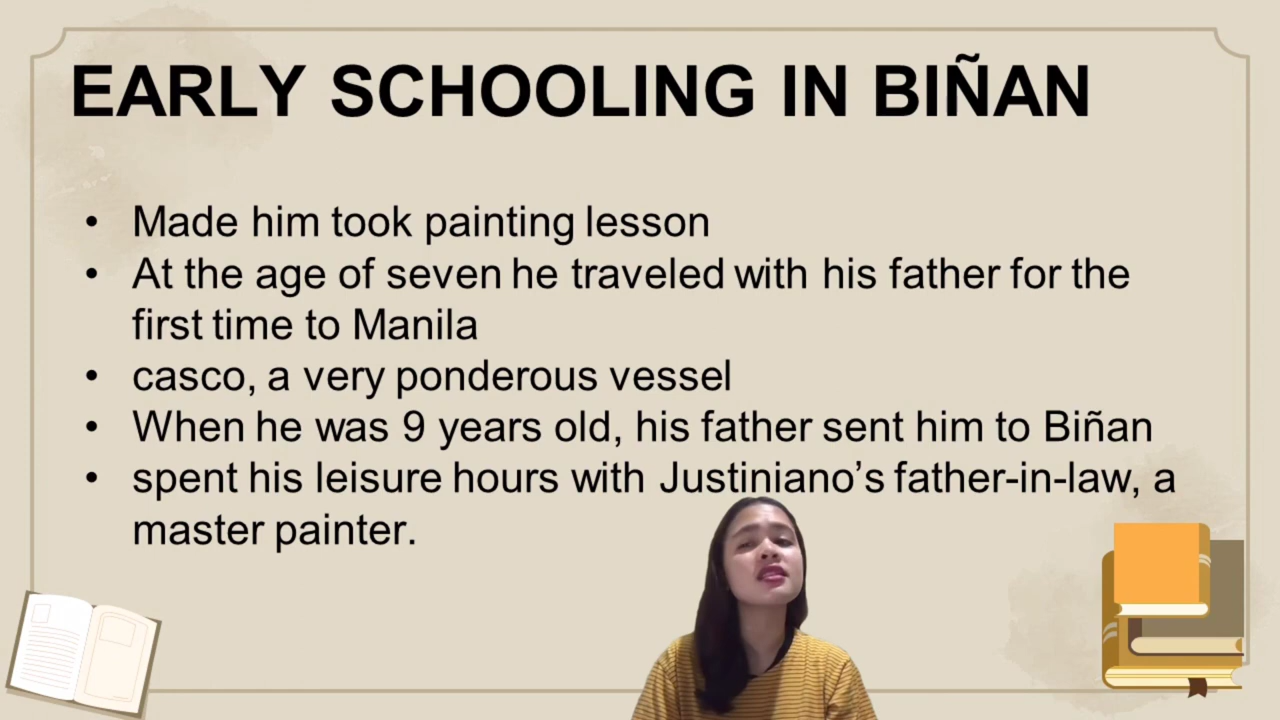 EARLY SCHOOLING IN BIÑAN
• Made him took painting lesson
• At the age of seven he traveled with his father for the
first time to Manila
• casco, a very ponderous vessel
• When he was 9 years old, his father sent him to Biñan
• spent his leisure hours with Justiniano’s father-in-law, a
master painter.